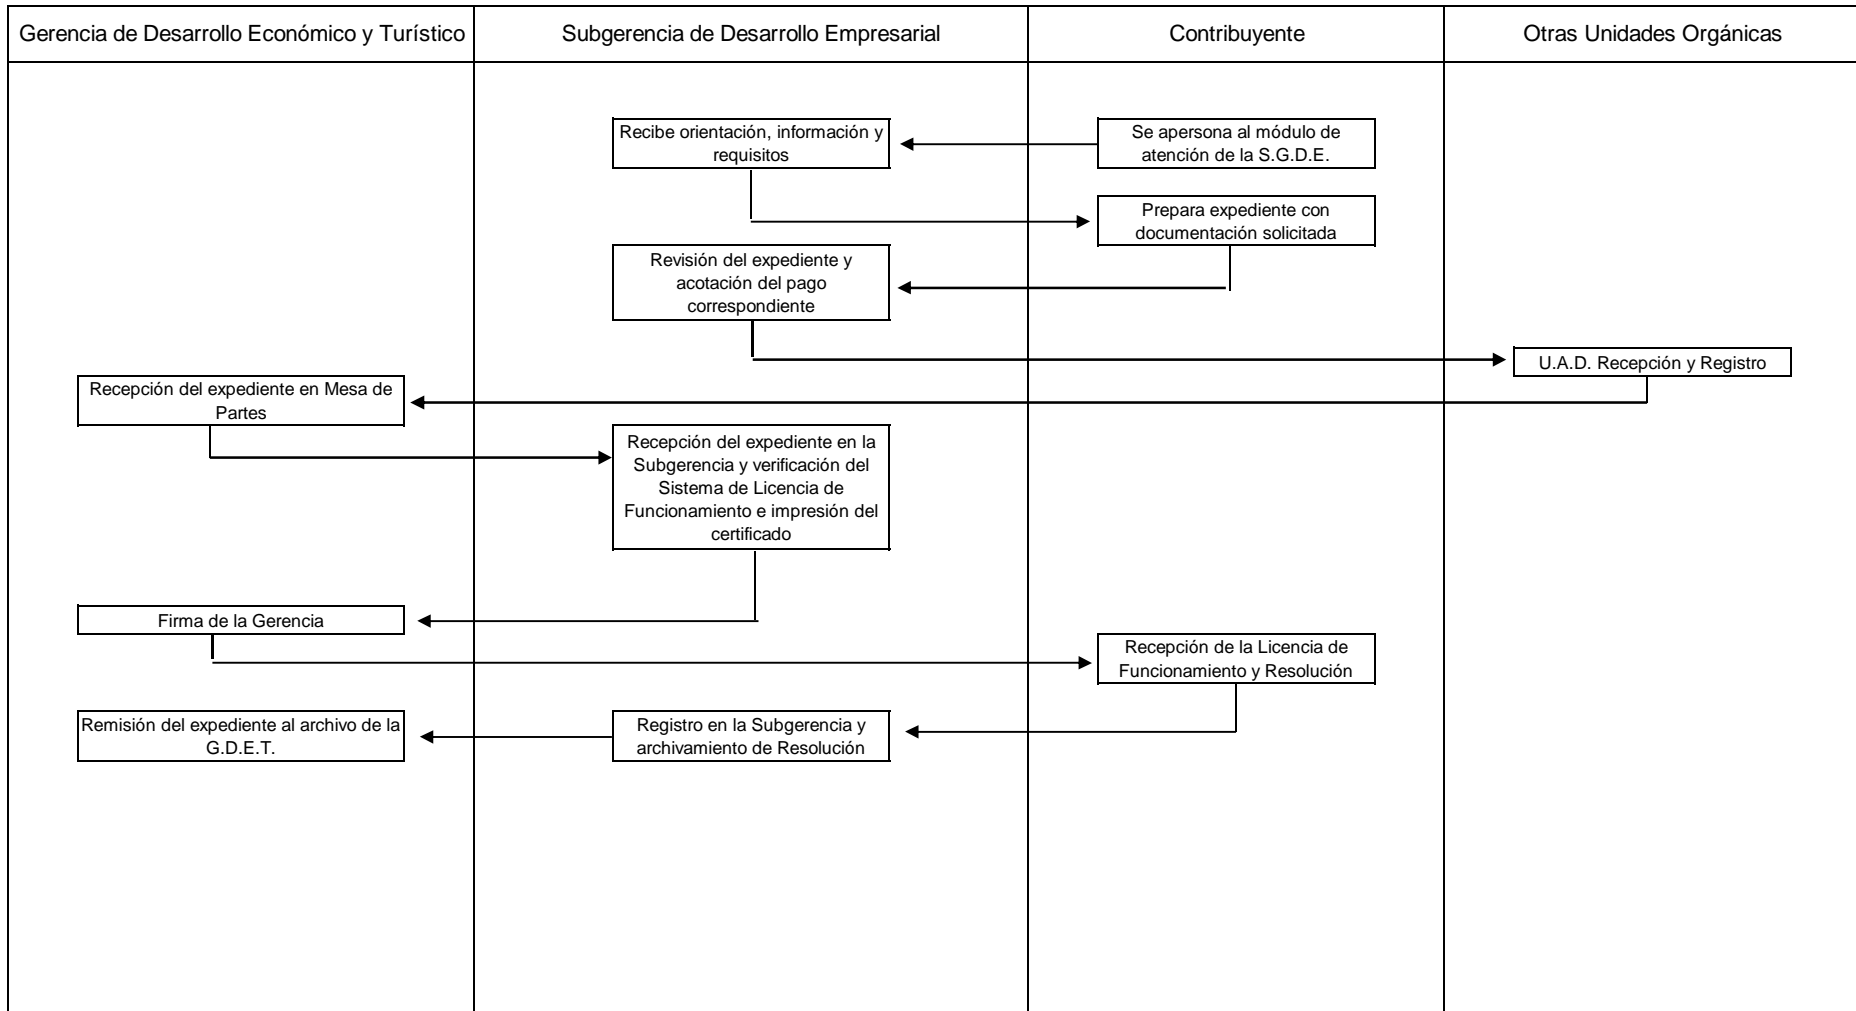 Gerencia de Desarrollo Económico y Turístico
Subgerencia de Desarrollo Empresarial
Contribuyente
Otras Unidades Orgánicas
Se apersona al módulo de
atención de la S.G.D.E.
Recibe orientación, información y
requisitos
Prepara expediente con
documentación solicitada
Revisión del expediente y
acotación del pago
correspondiente
U.A.D. Recepción y Registro
Recepción del expediente en Mesa de
Partes
Recepción del expediente en la
Subgerencia y verificación del
Sistema de Licencia de
Funcionamiento e impresión del
certificado
Firma de la Gerencia
Recepción de la Licencia de
Funcionamiento y Resolución
Registro en la Subgerencia y
archivamiento de Resolución
Remisión del expediente al archivo de la
G.D.E.T.